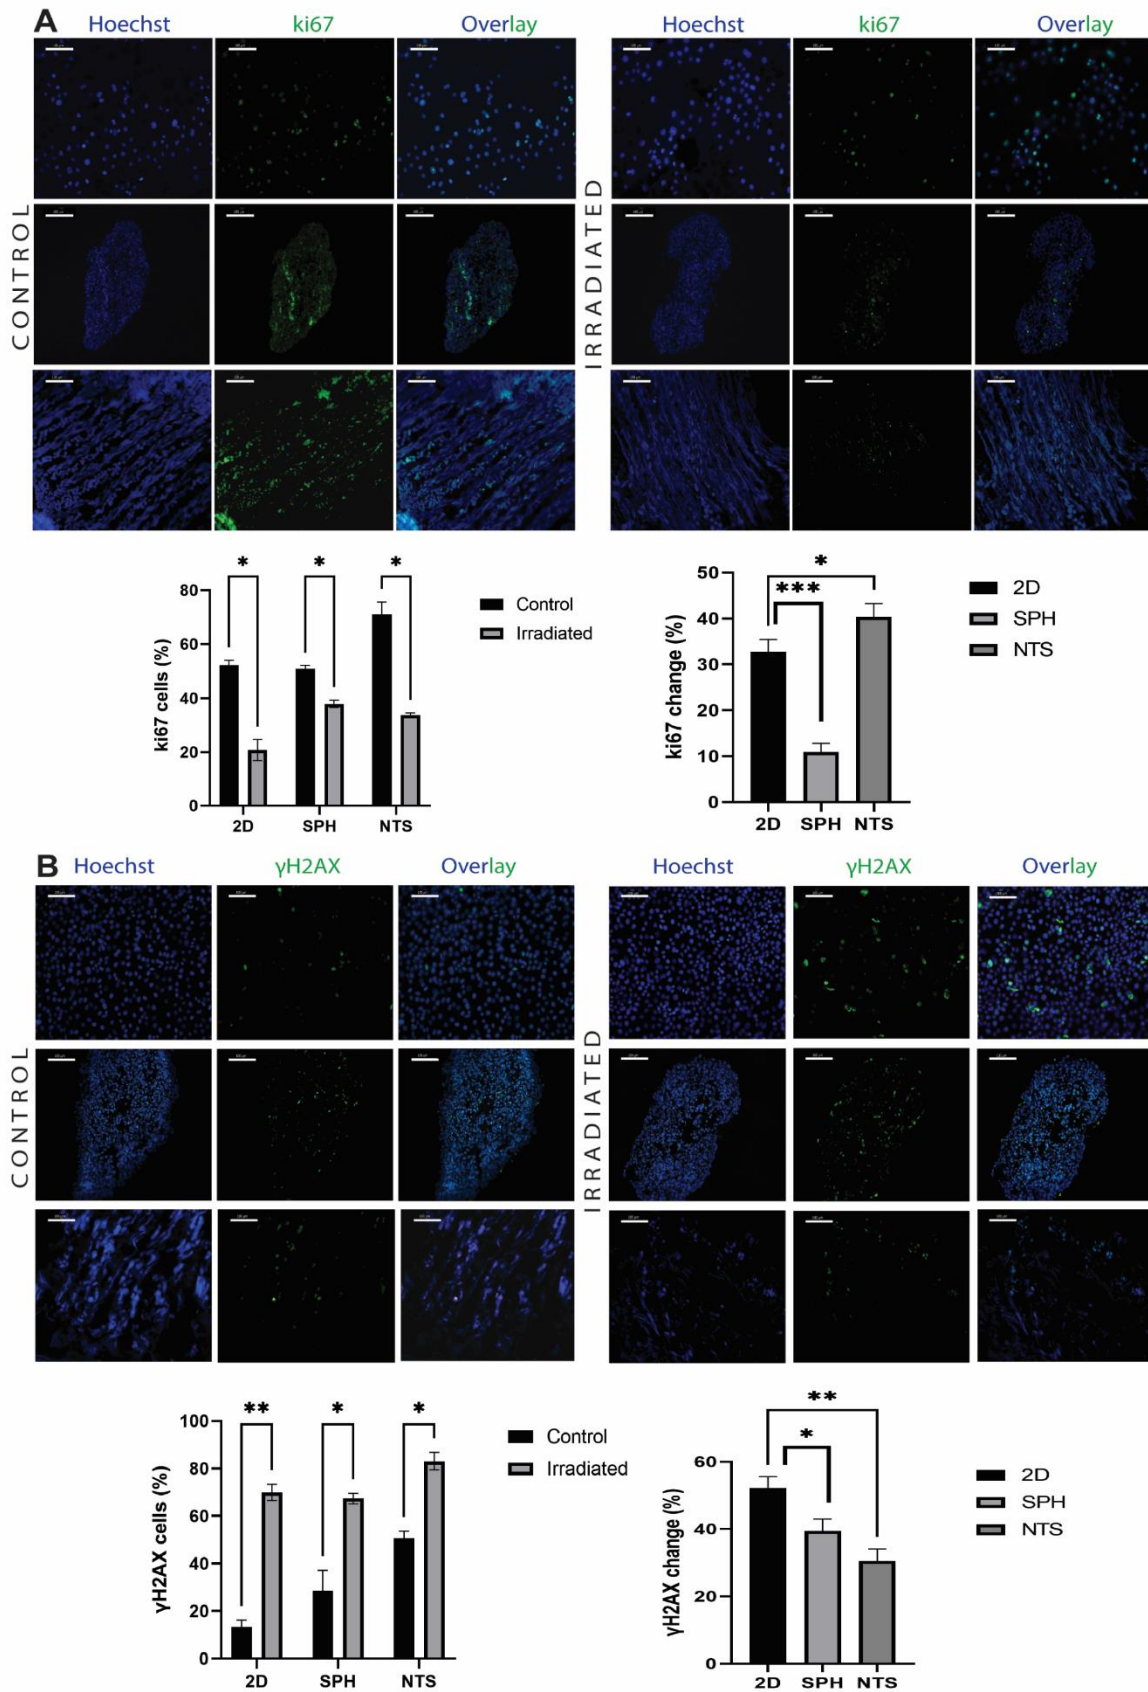 A
Hoechst ki67 Overlay Hoechst ki67 Overlay
CONTROL
IRRADIATED
ki67 cells (%)
80
60
40
20
0
* * *
2D SPH NTS
Control
Irradiated
ki67 change (%)
50
40
30
20
10
0
*
***
2D SPH NTS
2D
SPH
NTS
B
Hoechst γH2AX Overlay Hoechst γH2AX Overlay
CONTROL
IRRADIATED
γH2AX cells (%)
100
80
60
40
20
0
** * *
2D SPH NTS
Control
Irradiated
γH2AX change (%)
60
40
20
0
**
*
2D SPH NTS
2D
SPH
NTS